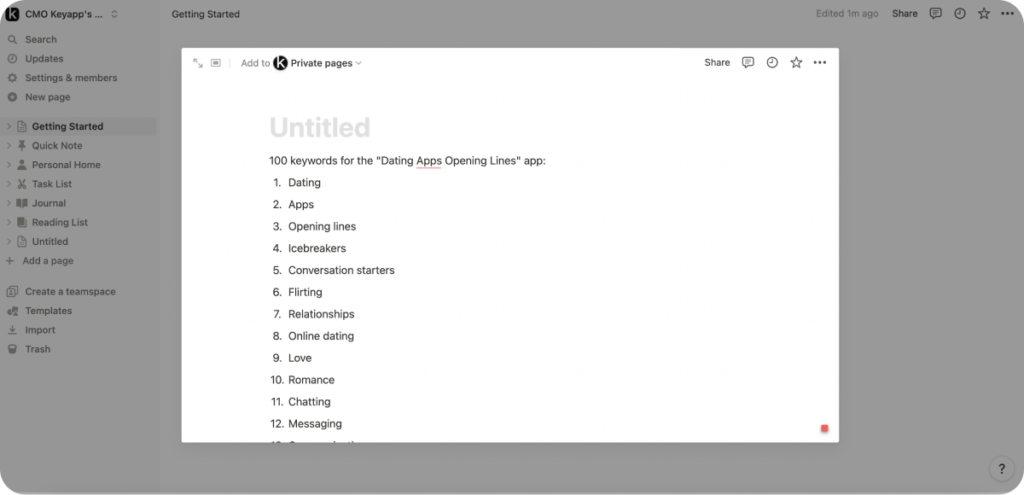 CMO Keyapp's ...
Getting Started
Edited 1m ago
Share
Search
Updates
Settings & members
New page
Getting Started
Quick Note
Personal Home
Task List
Journal
Reading List
Untitled
Add a page
Create a teamspace
Templates
Import
Trash
Add to K Private pages
Share
Untitled
100 keywords for the "Dating Apps Opening Lines" app:
1. Dating
2. Apps
3. Opening lines
4. Icebreakers
5. Conversation starters
6. Flirting
7. Relationships
8. Online dating
9. Love
10. Romance
11. Chatting
12. Messaging
?